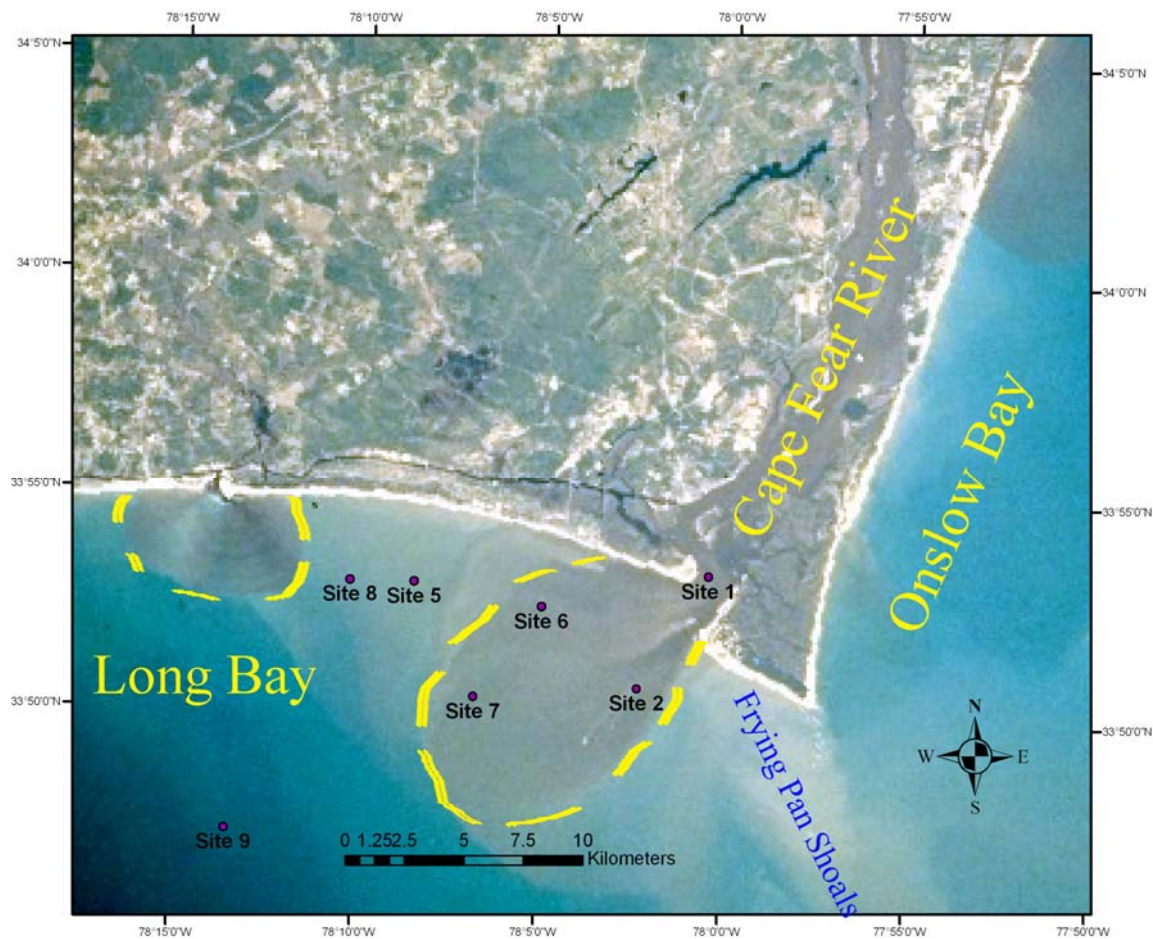 78°15'0"W
78°10'0"W
78°5'0"W
78°0'0"W
77°55'0"W
34°5'0"N
34°5'0"N
34°0'0"N
34°0'0"N
Cape Fear River
Onslow Bay
33°55'0"N
33°55'0"N
Site 8
Site 5
Site 1
Site 6
Long Bay
Site 7
Site 2
33°50'0"N
33°50'0"N
Frying Pan Shoals
N
W
E
S
Site 9
0 1.25 2.5 5 7.5 10
Kilometers
78°15'0"W
78°10'0"W
78°5'0"W
78°0'0"W
77°55'0"W
77°50'0"W